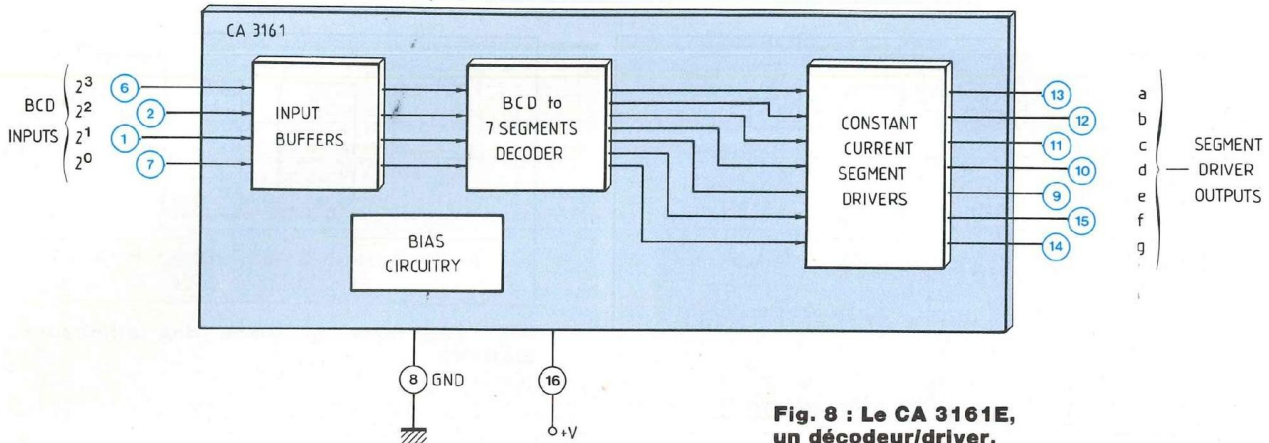 CA 3161
BCD
INPUTS
2³ 6
2² 2
2¹ 1
2⁰ 7
INPUT
BUFFERS
BCD to
7 SEGMENTS
DECODER
CONSTANT
CURRENT
SEGMENT
DRIVERS
BIAS
CIRCUITRY
13 a
12 b
11 c
10 d
9 e
15 f
14 g
SEGMENT
DRIVER
OUTPUTS
8 GND
16
+V
Fig. 8 : Le CA 3161E,
un décodeur/driver.